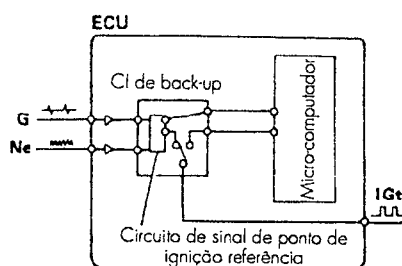 ECU
CI de back-up
G
Ne
Micro-computador
IGt
Circuito de sinal de ponto de
ignição referência